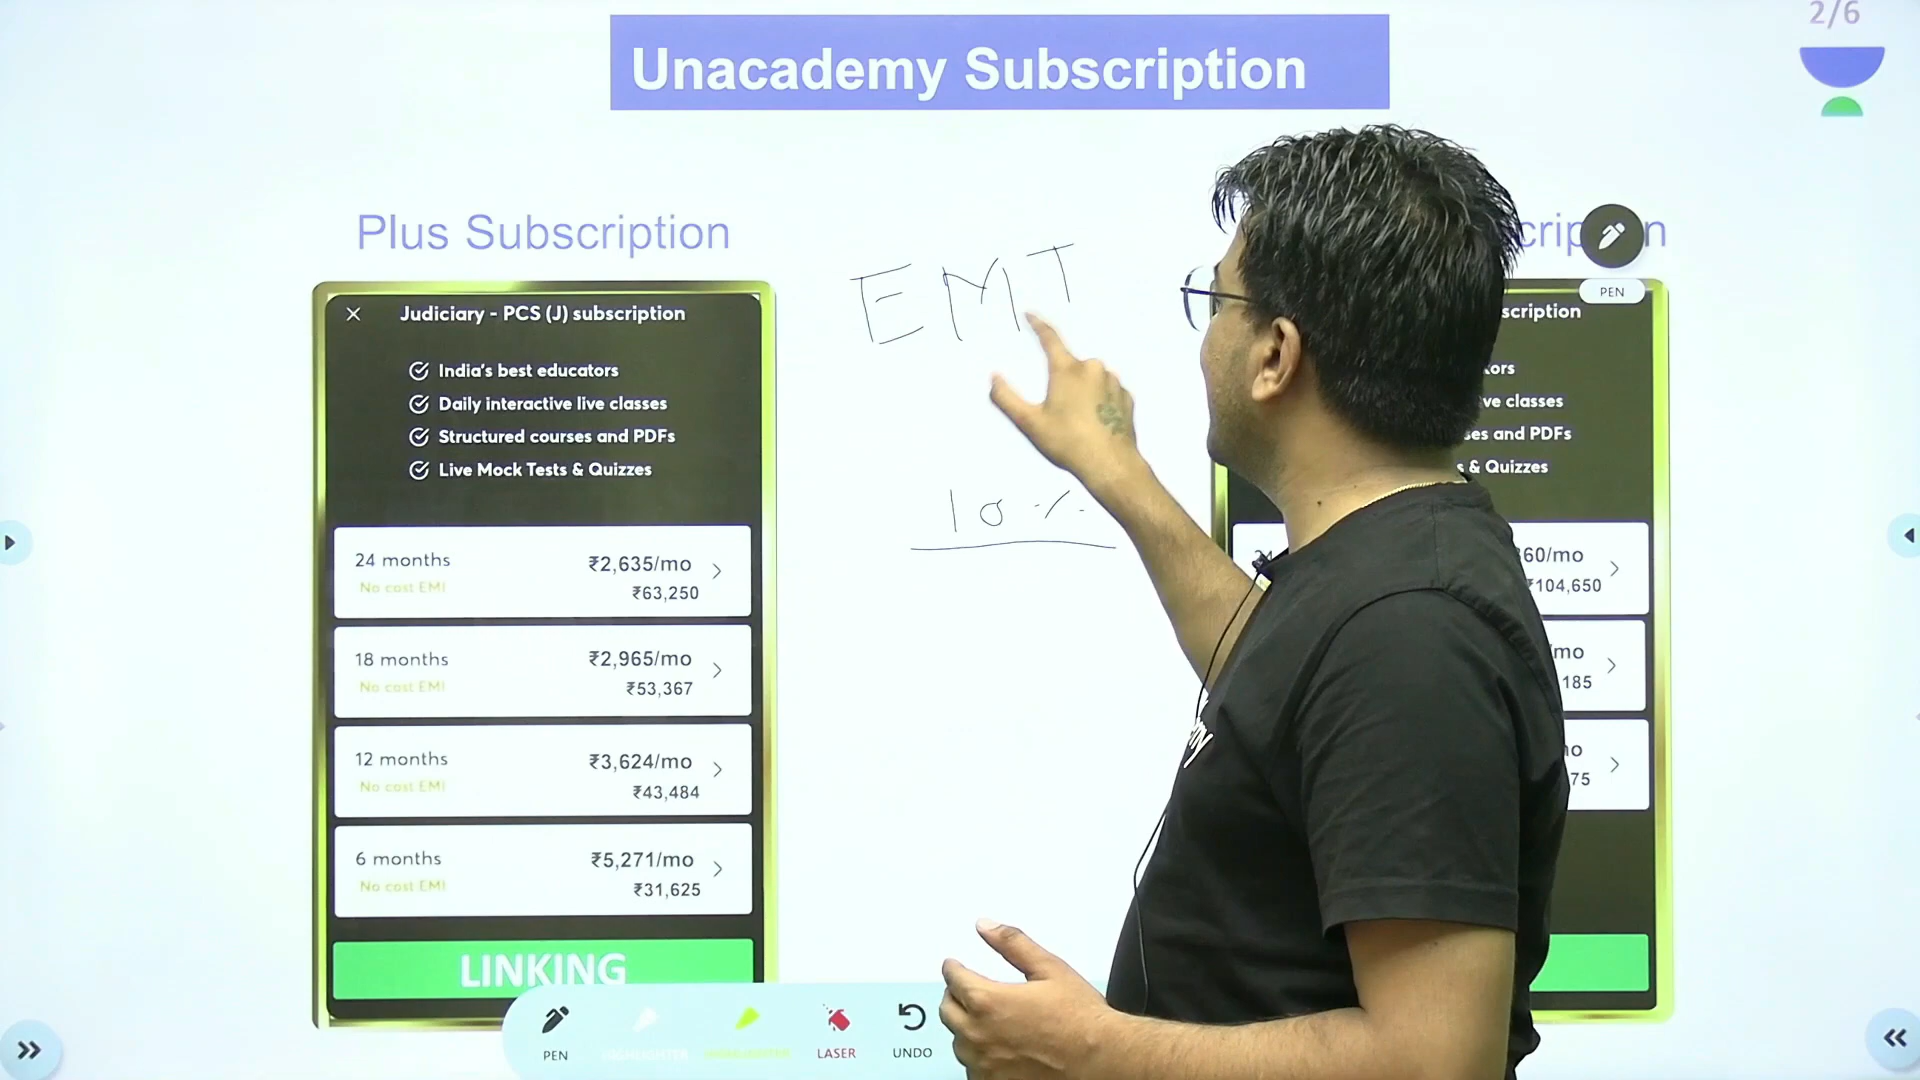 2/6
Unacademy Subscription
Plus Subscription
PEN
Judiciary - PCS (J) subscription
India's best educators
Daily interactive live classes
Structured courses and PDFs
Live Mock Tests & Quizzes
24 months
₹2,635/mo
No cost EMI
₹63,250
18 months
₹2,965/mo
No cost EMI
₹53,367
12 months
₹3,624/mo
No cost EMI
₹43,484
6 months
₹5,271/mo
No cost EMI
₹31,625
LINKING
EMI
10%
scription
classes
and PDFs
& Quizzes
60/mo
₹104,650
/mo
185
75
PEN
HIGHLIGHTER
HIGHLIGHTER
LASER
UNDO